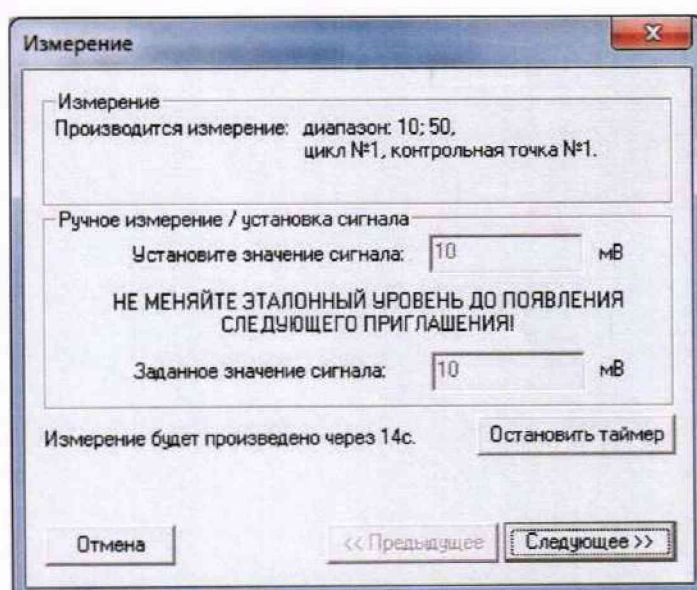 Измерение
Измерение
Производится измерение: диапазон: 10; 50,
цикл №1, контрольная точка №1.
Ручное измерение / установка сигнала
Установите значение сигнала: 10 мВ
НЕ МЕНЯЙТЕ ЭТАЛОННЫЙ УРОВЕНЬ ДО ПОЯВЛЕНИЯ
СЛЕДУЮЩЕГО ПРИГЛАШЕНИЯ!
Заданное значение сигнала: 10 мВ
Измерение будет произведено через 14с. Остановить таймер
Отмена << Предыдущее Следующее >>